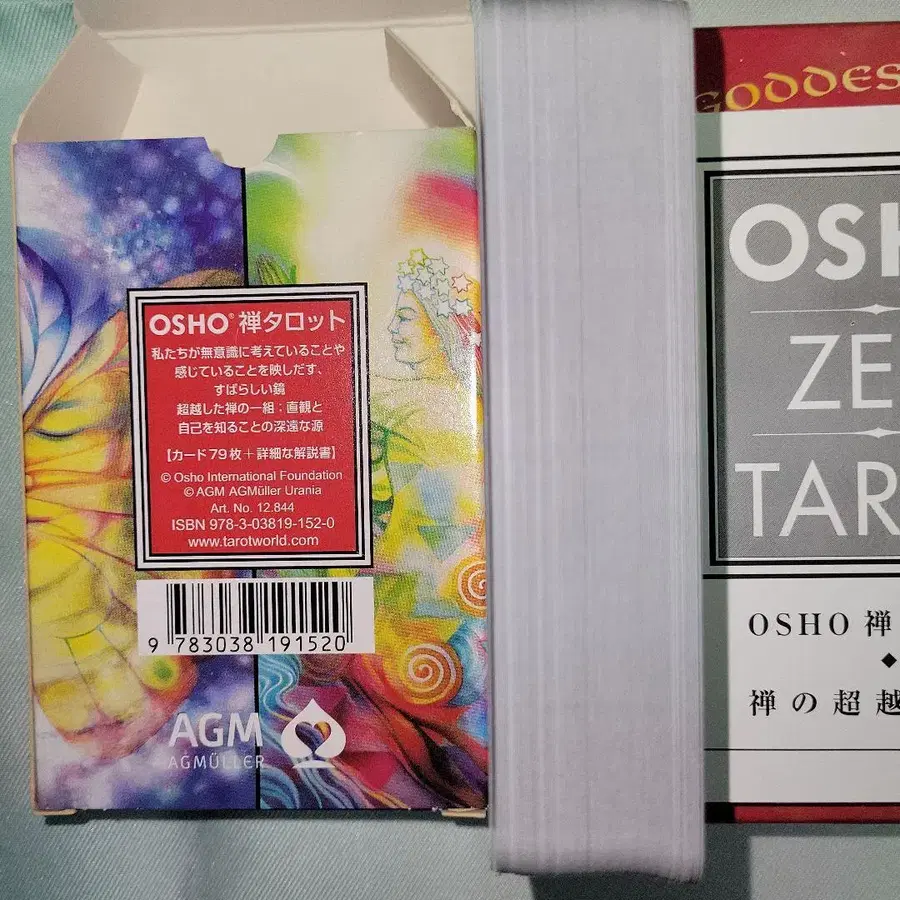 OSHO® 禅タロット
私たちが無意識に考えていることや
感じていることを映しだす、
すばらしい鏡
超越した禅の一組；直観と
自己を知ることの深遠な源
【カード79枚＋詳細な解説書】
© Osho International Foundation
© AGM AGMüller Urania
Art. No. 12.844
ISBN 978-3-03819-152-0
www.tarotworld.com
9 783038 191520
AGM
AGMÜLLER
GODDES
OSH
ZE
TAR
OSHO 禅
◆
禅の超越